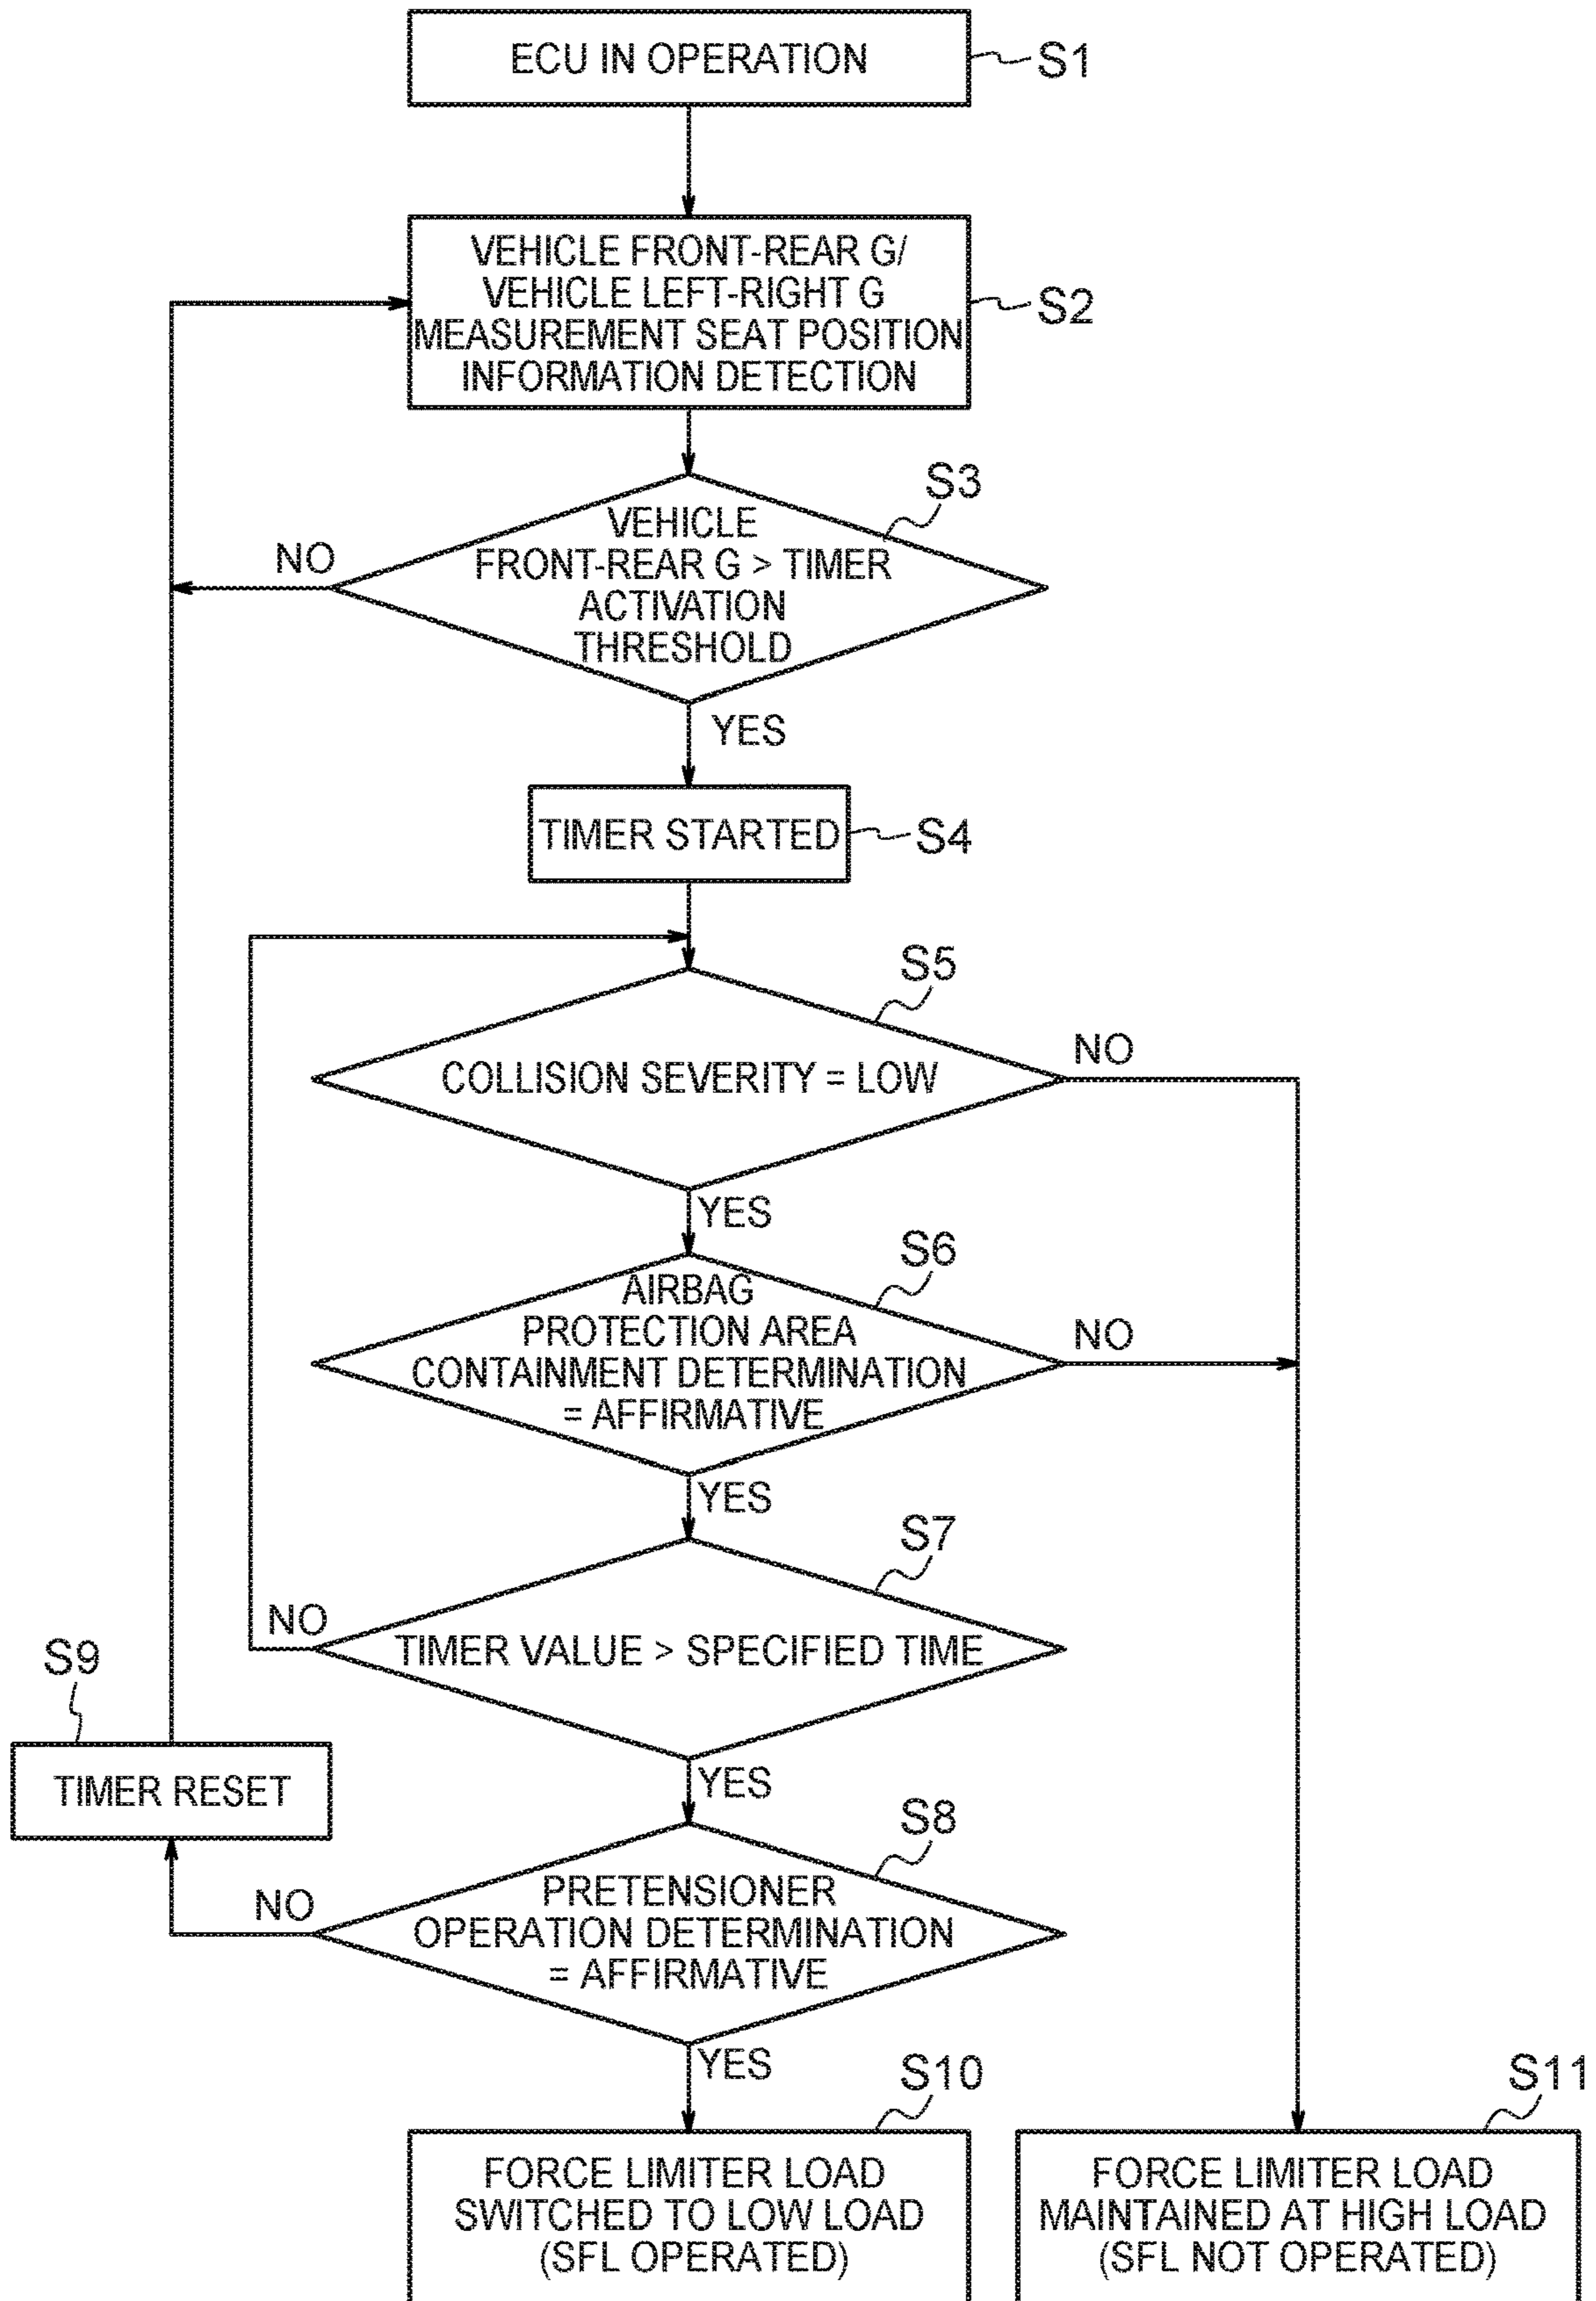 ECU IN OPERATION
S1
VEHICLE FRONT-REAR G/
VEHICLE LEFT-RIGHT G
MEASUREMENT SEAT POSITION
INFORMATION DETECTION
S2
S3
VEHICLE
FRONT-REAR G > TIMER
ACTIVATION
THRESHOLD
NO
YES
TIMER STARTED
S4
S5
COLLISION SEVERITY = LOW
NO
YES
S6
AIRBAG
PROTECTION AREA
CONTAINMENT DETERMINATION
= AFFIRMATIVE
NO
YES
S7
TIMER VALUE > SPECIFIED TIME
NO
YES
S9
TIMER RESET
S8
PRETENSIONER
OPERATION DETERMINATION
= AFFIRMATIVE
NO
YES
S10
FORCE LIMITER LOAD
SWITCHED TO LOW LOAD
(SFL OPERATED)
S11
FORCE LIMITER LOAD
MAINTAINED AT HIGH LOAD
(SFL NOT OPERATED)